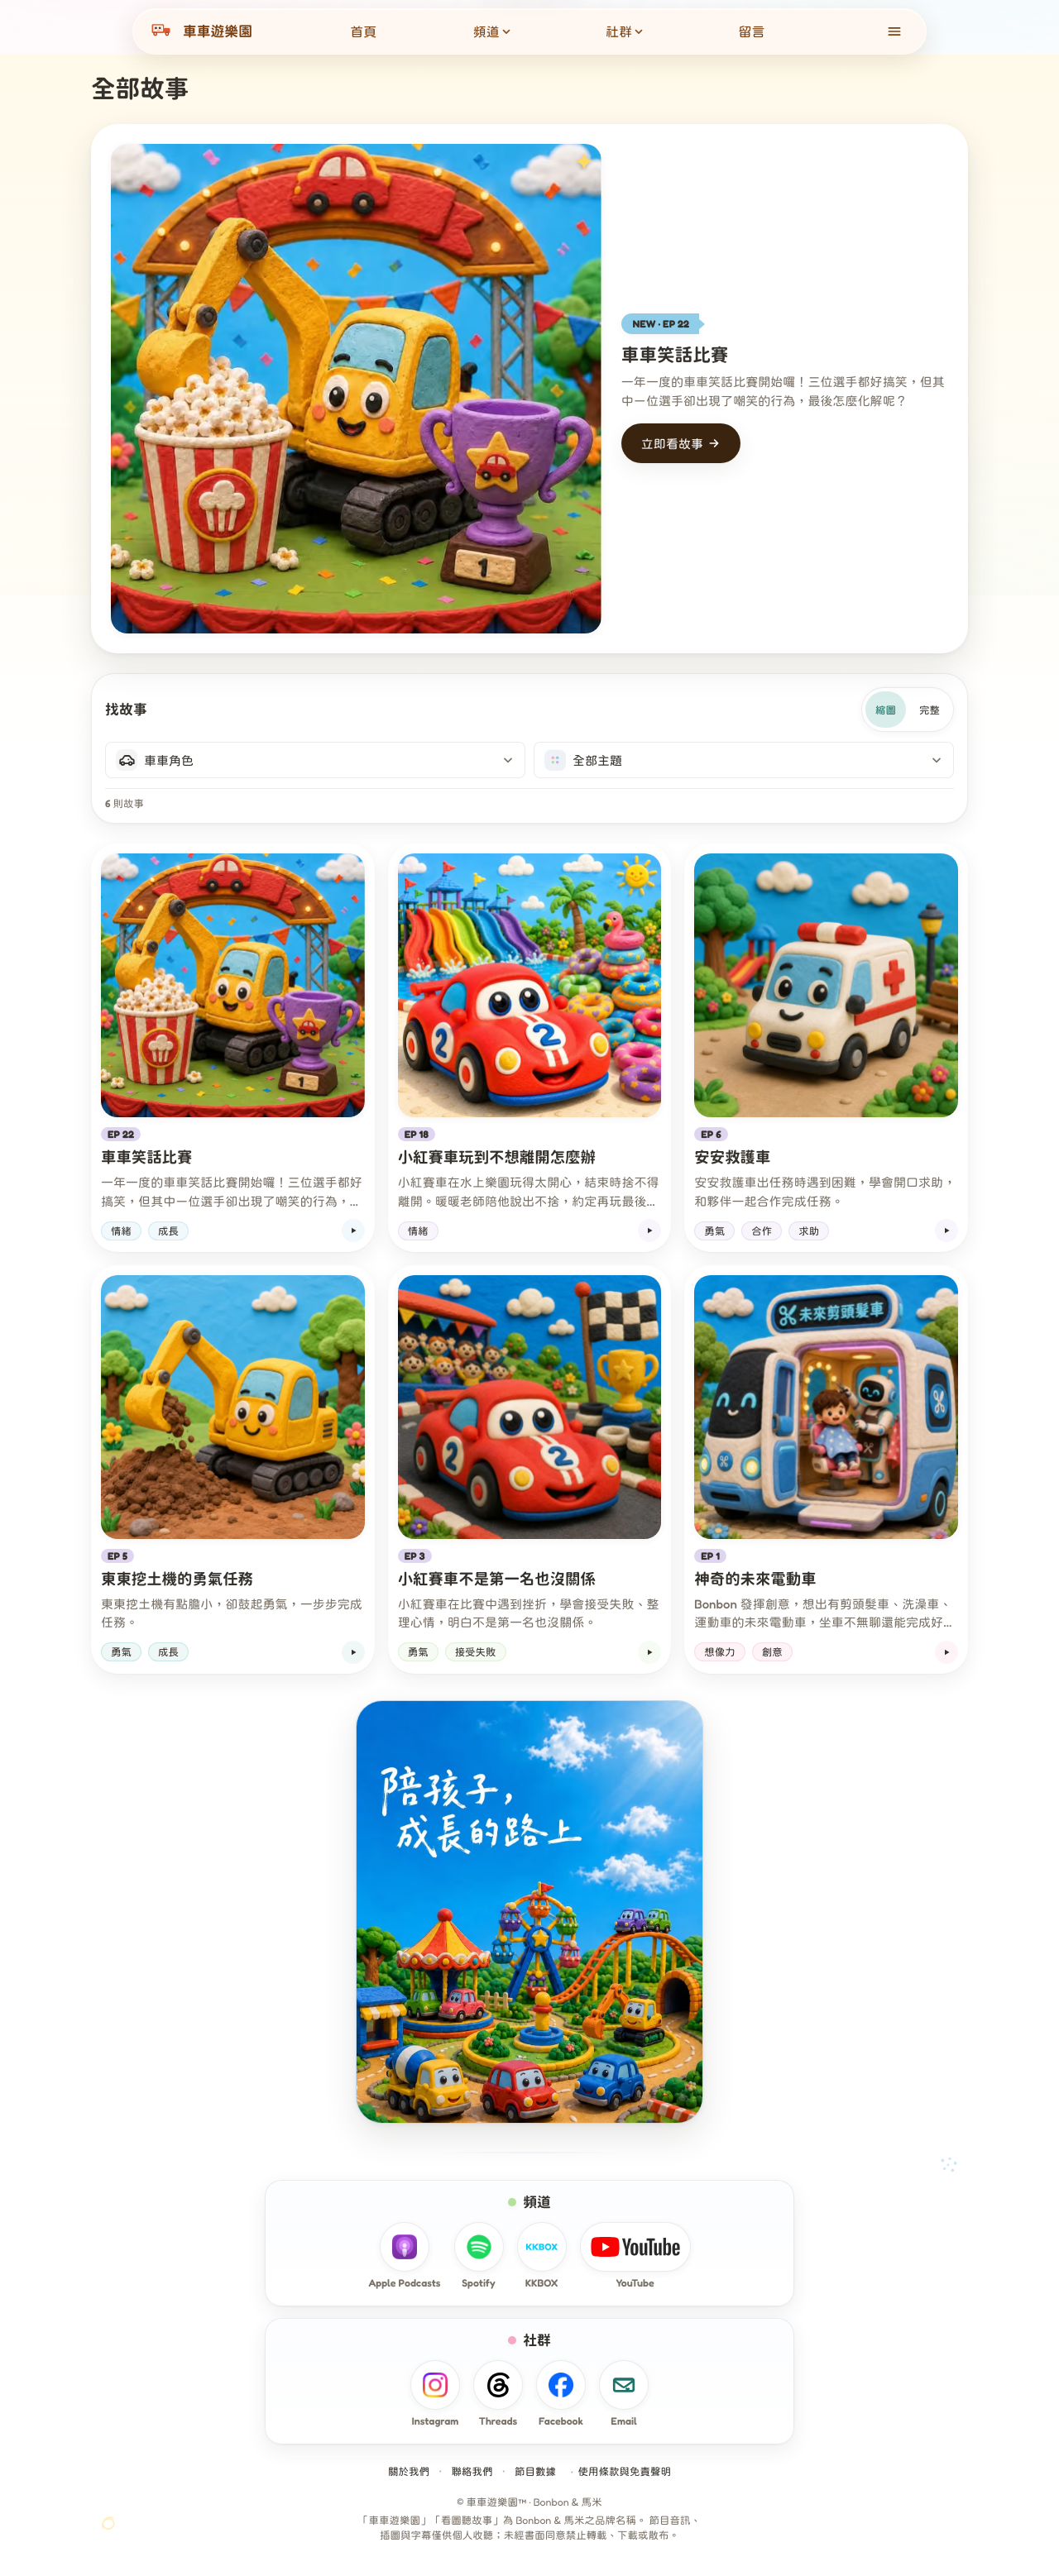 車車遊樂園
首頁
頻道
社群
留言
全部故事
1
NEW · EP 22
車車笑話比賽
一年一度的車車笑話比賽開始囉！三位選手都好搞笑，但其
中一位選手卻出現了嘲笑的行為，最後怎麼化解呢？
立即看故事 →
找故事
縮圖
完整
車車角色
全部主題
6 則故事
1
EP 22
車車笑話比賽
一年一度的車車笑話比賽開始囉！三位選手都好
搞笑，但其中一位選手卻出現了嘲笑的行為，...
情緒
成長
2
2
EP 18
小紅賽車玩到不想離開怎麼辦
小紅賽車在水上樂園玩得太開心，結束時捨不得
離開。暖暖老師陪他說出不捨，約定再玩最後...
情緒
EP 6
安安救護車
安安救護車出任務時遇到困難，學會開口求助，
和夥伴一起合作完成任務。
勇氣
合作
求助
EP 5
東東挖土機的勇氣任務
東東挖土機有點膽小，卻鼓起勇氣，一步步完成
任務。
勇氣
成長
2
2
EP 3
小紅賽車不是第一名也沒關係
小紅賽車在比賽中遇到挫折，學會接受失敗、整
理心情，明白不是第一名也沒關係。
勇氣
接受失敗
未來剪頭髮車
EP 1
神奇的未來電動車
Bonbon 發揮創意，想出有剪頭髮車、洗澡車、
運動車的未來電動車，坐車不無聊還能完成好...
想像力
創意
陪孩子，
成長的路上
頻道
KKBOX
YouTube
Apple Podcasts
Spotify
KKBOX
YouTube
社群
Instagram
Threads
Facebook
Email
關於我們 · 聯絡我們 · 節目數據 · 使用條款與免責聲明
© 車車遊樂園™ · Bonbon & 馬米
「車車遊樂園」「看圖聽故事」為 Bonbon & 馬米之品牌名稱。 節目音訊、
插圖與字幕僅供個人收聽；未經書面同意禁止轉載、下載或散布。